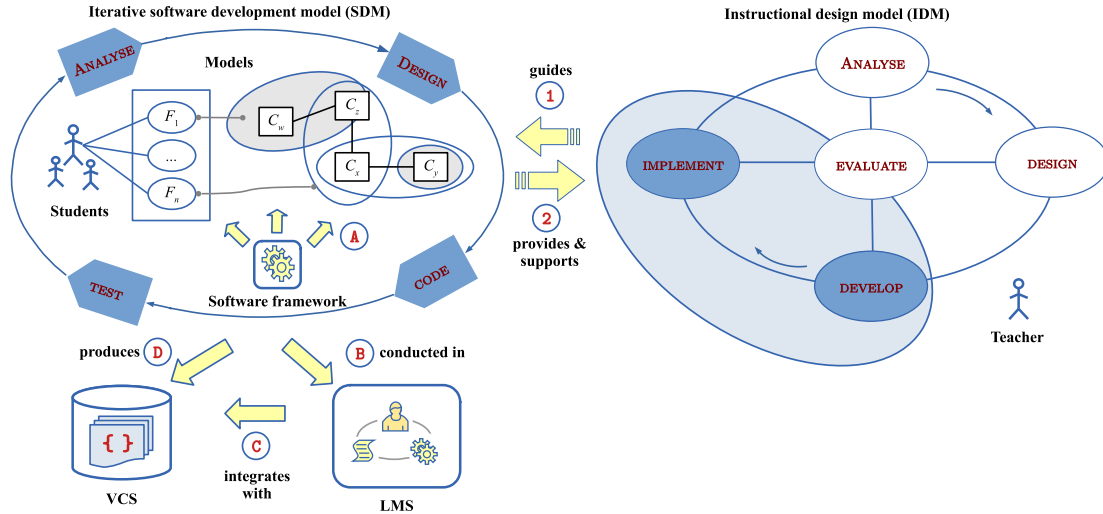 Iterative software development model (SDM)
Instructional design model (IDM)
ANALYSE
Models
DESIGN
F1
...
Fn
Cw
Cz
Cx
Cy
Students
A
Software framework
TEST
CODE
guides
1
2
provides &
supports
ANALYSE
IMPLEMENT
EVALUATE
DESIGN
DEVELOP
Teacher
produces
D
B
conducted in
{ }
C
integrates
with
VCS
LMS